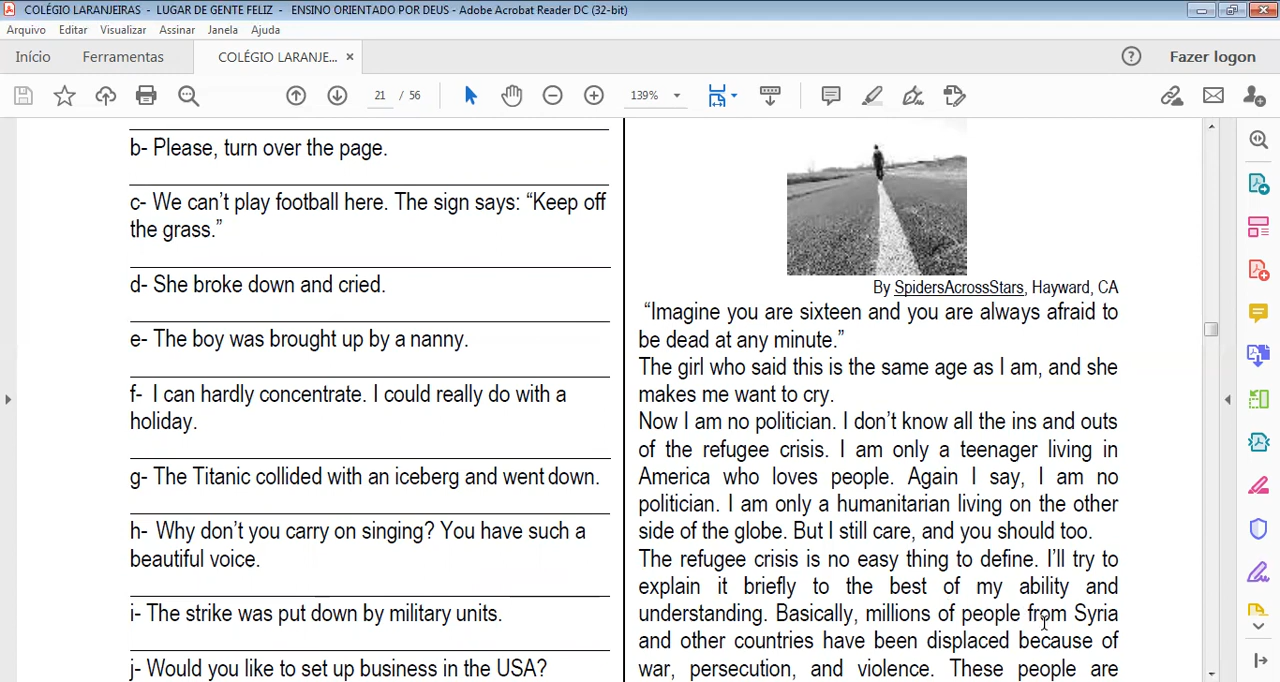 COLÉGIO LARANJEIRAS - LUGAR DE GENTE FELIZ - ENSINO ORIENTADO POR DEUS - Adobe Acrobat Reader DC (32-bit)
Arquivo Editar Visualizar Assinar Janela Ajuda
Início Ferramentas COLÉGIO LARANJE... × Fazer logon
21 / 56 139%
b- Please, turn over the page.
c- We can’t play football here. The sign says: “Keep off
the grass.”
d- She broke down and cried.
e- The boy was brought up by a nanny.
f- I can hardly concentrate. I could really do with a
holiday.
g- The Titanic collided with an iceberg and went down.
h- Why don’t you carry on singing? You have such a
beautiful voice.
i- The strike was put down by military units.
j- Would you like to set up business in the USA?
By SpidersAcrossStars, Hayward, CA
“Imagine you are sixteen and you are always afraid to
be dead at any minute.”
The girl who said this is the same age as I am, and she
makes me want to cry.
Now I am no politician. I don’t know all the ins and outs
of the refugee crisis. I am only a teenager living in
America who loves people. Again I say, I am no
politician. I am only a humanitarian living on the other
side of the globe. But I still care, and you should too.
The refugee crisis is no easy thing to define. I’ll try to
explain it briefly to the best of my ability and
understanding. Basically, millions of people from Syria
and other countries have been displaced because of
war, persecution, and violence. These people are